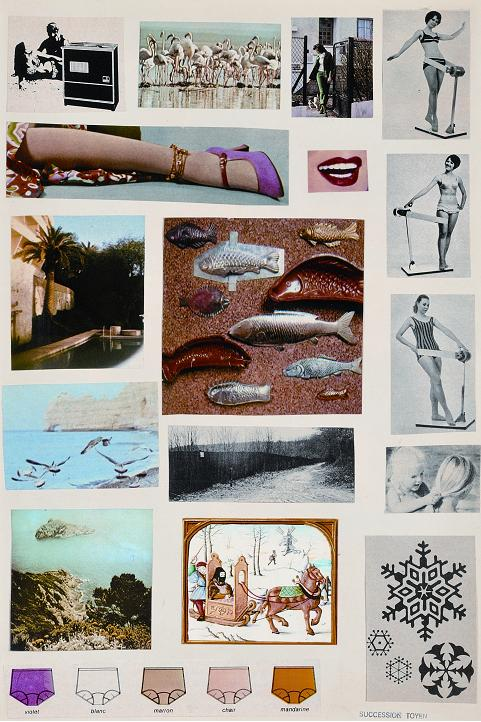 violet blanc marron chair mandarine
SUCCESSION TOYEN